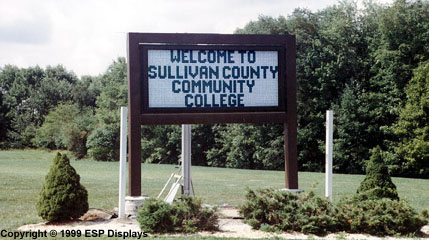 WELCOME TO
SULLIVAN COUNTY
COMMUNITY
COLLEGE
Copyright © 1999 ESP Displays